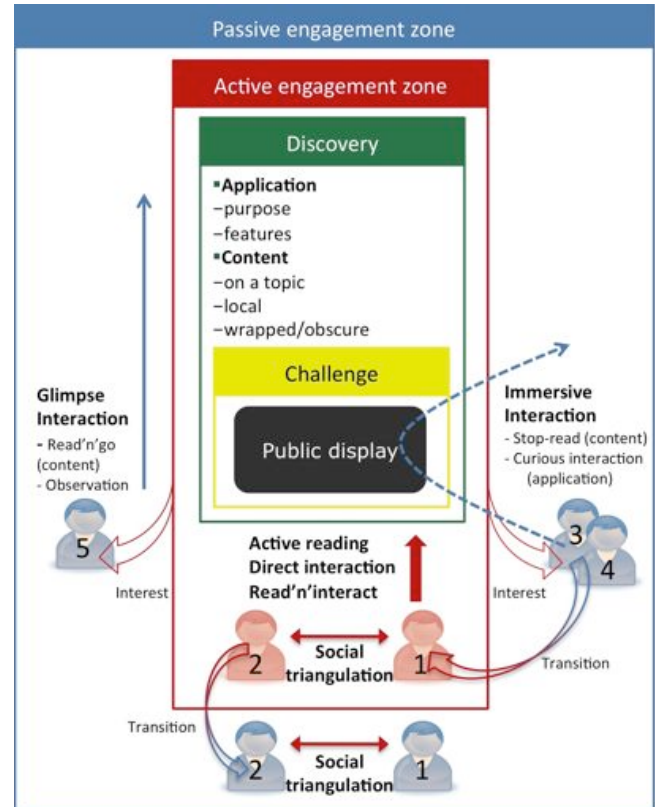 Passive engagement zone
Active engagement zone
Discovery
▪Application
–purpose
–features
▪Content
–on a topic
–local
–wrapped/obscure
Challenge
Public display
Glimpse
Interaction
- Read'n'go
(content)
- Observation
5
Interest
Immersive
Interaction
- Stop-read (content)
- Curious interaction
(application)
3
4
Interest
Transition
Active reading
Direct interaction
Read'n'interact
2
Social
triangulation
1
Transition
2
Social
triangulation
1